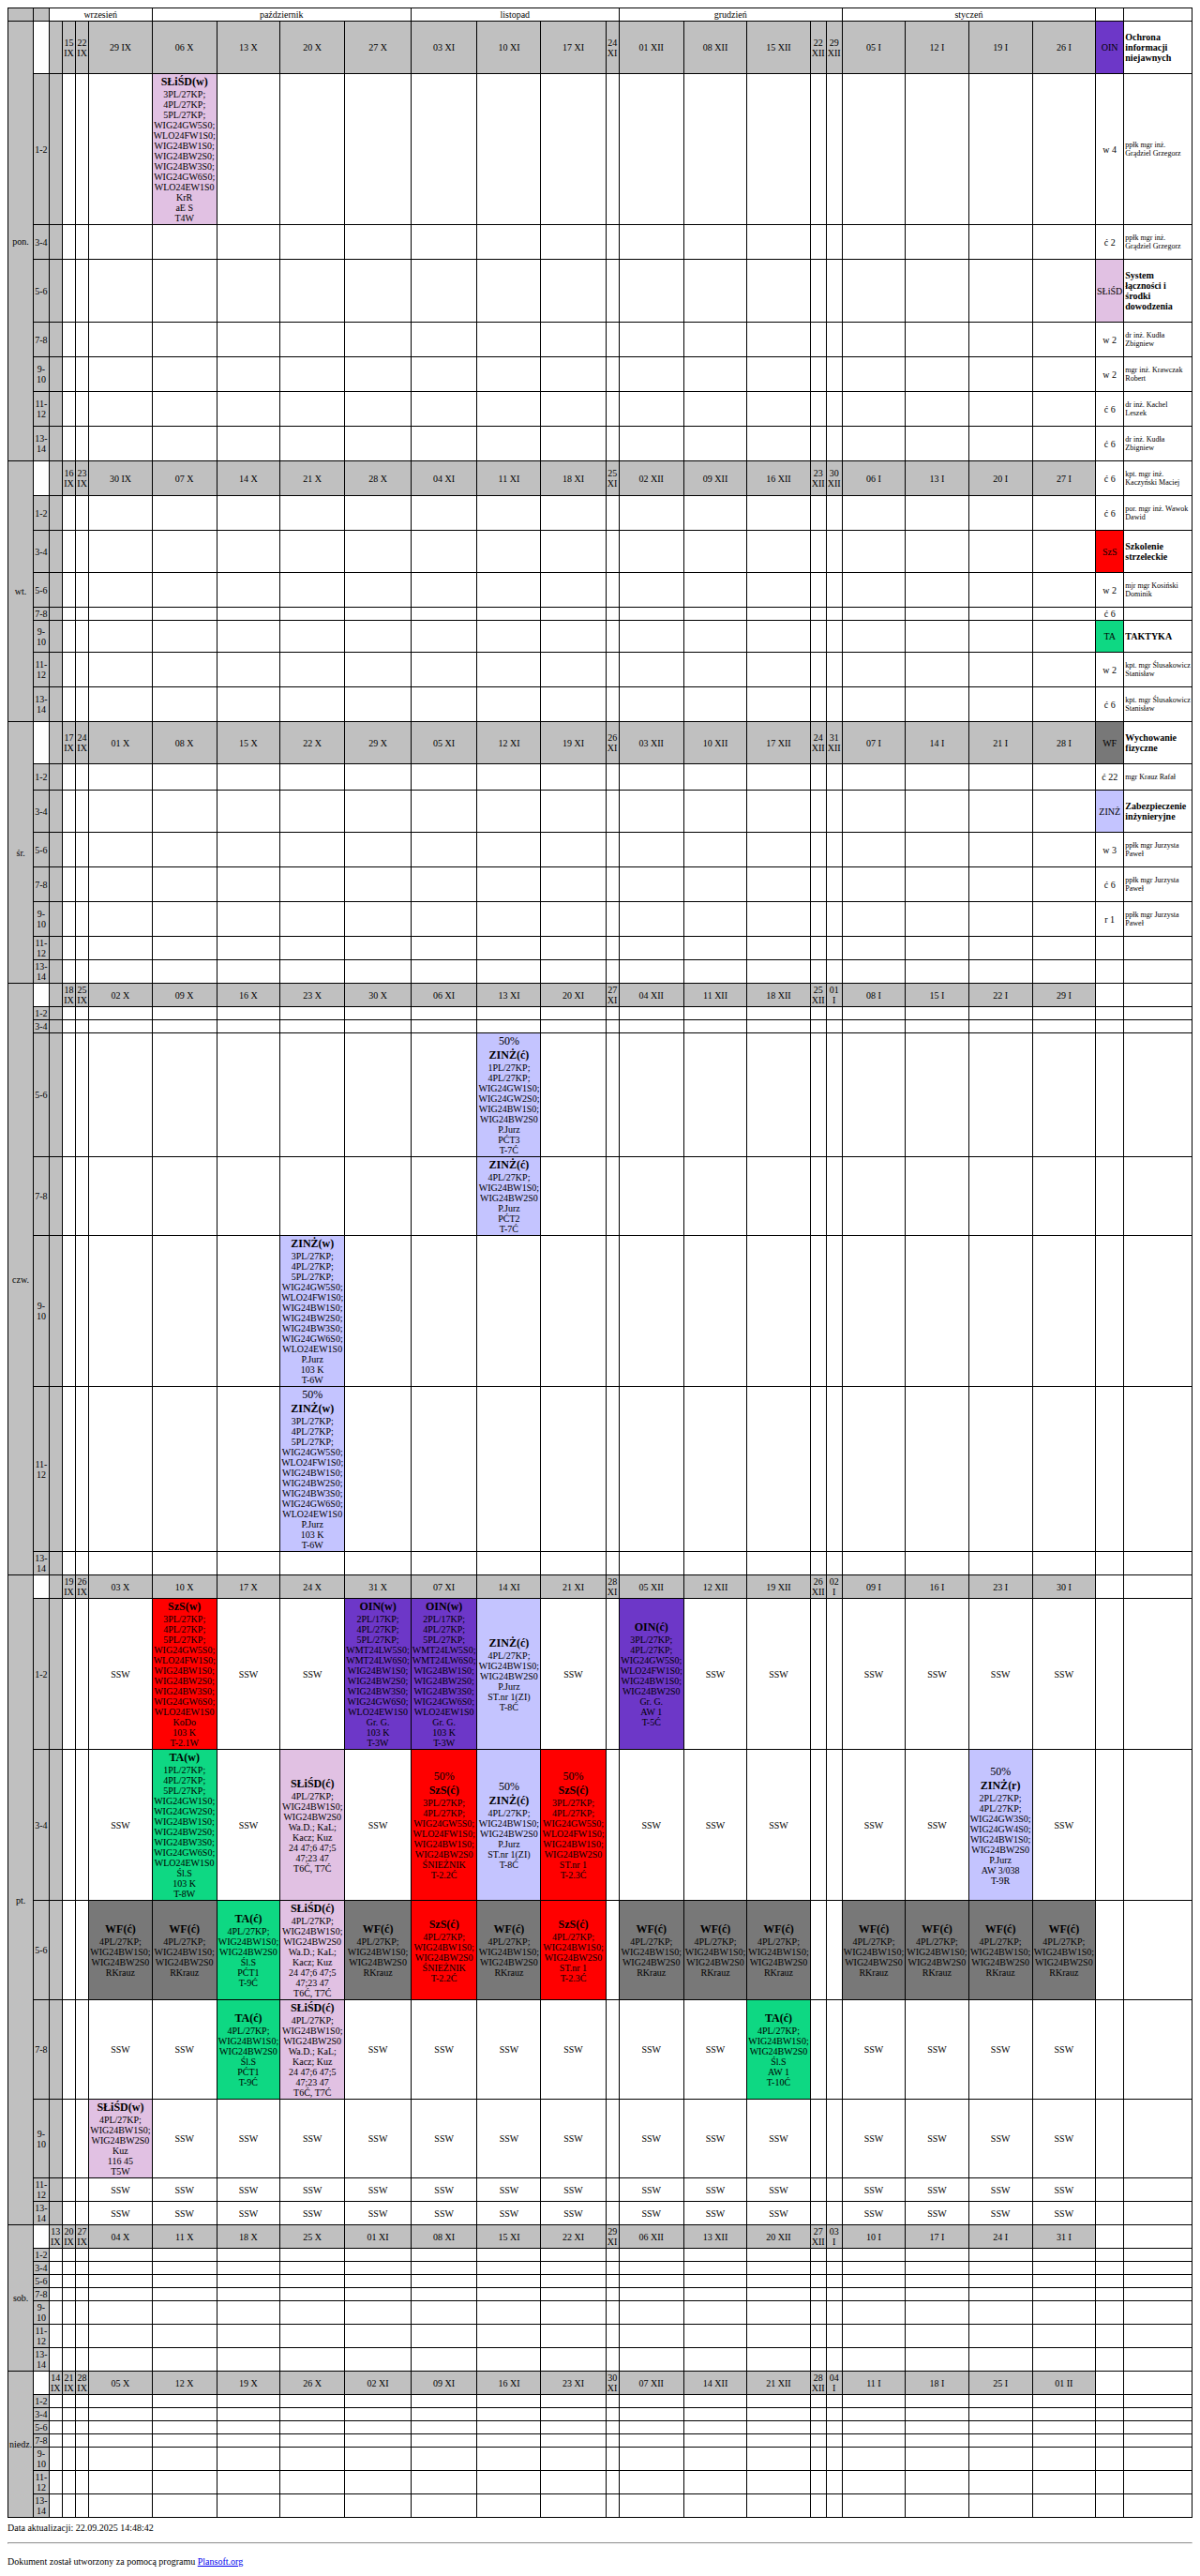 wrzesień październik listopad grudzień styczeń
pon.
15 IX 22 IX 29 IX 06 X 13 X 20 X 27 X 03 XI 10 XI 17 XI 24 XI 01 XII 08 XII 15 XII 22 XII 29 XII 05 I 12 I 19 I 26 I OIN Ochrona informacji niejawnych
1-2
SŁiŚD(w)
3PL/27KP;
4PL/27KP;
5PL/27KP;
WIG24GW5S0;
WLO24FW1S0;
WIG24BW1S0;
WIG24BW2S0;
WIG24BW3S0;
WIG24GW6S0;
WLO24EW1S0
KrR
aE S
T4W
w 4 ppłk mgr inż. Grądziel Grzegorz
3-4 ć 2 ppłk mgr inż. Grądziel Grzegorz
5-6 SŁiŚD System łączności i środki dowodzenia
7-8 w 2 dr inż. Kudła Zbigniew
9-10 w 2 mgr inż. Krawczak Robert
11-12 ć 6 dr inż. Kachel Leszek
13-14 ć 6 dr inż. Kudła Zbigniew
wt.
16 IX 23 IX 30 IX 07 X 14 X 21 X 28 X 04 XI 11 XI 18 XI 25 XI 02 XII 09 XII 16 XII 23 XII 30 XII 06 I 13 I 20 I 27 I ć 6 kpt. mgr inż. Kaczyński Maciej
1-2 ć 6 por. mgr inż. Wawok Dawid
3-4 SzS Szkolenie strzeleckie
5-6 w 2 mjr mgr Kosiński Dominik
7-8 ć 6
9-10 TA TAKTYKA
11-12 w 2 kpt. mgr Ślusakowicz Stanisław
13-14 ć 6 kpt. mgr Ślusakowicz Stanisław
śr.
17 IX 24 IX 01 X 08 X 15 X 22 X 29 X 05 XI 12 XI 19 XI 26 XI 03 XII 10 XII 17 XII 24 XII 31 XII 07 I 14 I 21 I 28 I WF Wychowanie fizyczne
1-2 ć 22 mgr Krauz Rafał
3-4 ZINŻ Zabezpieczenie inżynieryjne
5-6 w 3 ppłk mgr Jurzysta Paweł
7-8 ć 6 ppłk mgr Jurzysta Paweł
9-10 r 1 ppłk mgr Jurzysta Paweł
11-12
13-14
czw.
18 IX 25 IX 02 X 09 X 16 X 23 X 30 X 06 XI 13 XI 20 XI 27 XI 04 XII 11 XII 18 XII 25 XII 01 I 08 I 15 I 22 I 29 I
1-2
3-4
5-6
50%
ZINŻ(ć)
1PL/27KP;
4PL/27KP;
WIG24GW1S0;
WIG24GW2S0;
WIG24BW1S0;
WIG24BW2S0
P.Jurz
PĆT3
T-7Ć
7-8
ZINŻ(ć)
4PL/27KP;
WIG24BW1S0;
WIG24BW2S0
P.Jurz
PĆT2
T-7Ć
9-10
ZINŻ(w)
3PL/27KP;
4PL/27KP;
5PL/27KP;
WIG24GW5S0;
WLO24FW1S0;
WIG24BW1S0;
WIG24BW2S0;
WIG24BW3S0;
WIG24GW6S0;
WLO24EW1S0
P.Jurz
103 K
T-6W
11-12
50%
ZINŻ(w)
3PL/27KP;
4PL/27KP;
5PL/27KP;
WIG24GW5S0;
WLO24FW1S0;
WIG24BW1S0;
WIG24BW2S0;
WIG24BW3S0;
WIG24GW6S0;
WLO24EW1S0
P.Jurz
103 K
T-6W
13-14
pt.
19 IX 26 IX 03 X 10 X 17 X 24 X 31 X 07 XI 14 XI 21 XI 28 XI 05 XII 12 XII 19 XII 26 XII 02 I 09 I 16 I 23 I 30 I
1-2
SSW
SzS(w)
3PL/27KP;
4PL/27KP;
5PL/27KP;
WIG24GW5S0;
WLO24FW1S0;
WIG24BW1S0;
WIG24BW2S0;
WIG24BW3S0;
WIG24GW6S0;
WLO24EW1S0
KoDo
103 K
T-2.1W
SSW
SSW
OIN(w)
2PL/17KP;
4PL/27KP;
5PL/27KP;
WMT24LW5S0;
WMT24LW6S0;
WIG24BW1S0;
WIG24BW2S0;
WIG24BW3S0;
WIG24GW6S0;
WLO24EW1S0
Gr. G.
103 K
T-3W
OIN(w)
2PL/17KP;
4PL/27KP;
5PL/27KP;
WMT24LW5S0;
WMT24LW6S0;
WIG24BW1S0;
WIG24BW2S0;
WIG24BW3S0;
WIG24GW6S0;
WLO24EW1S0
Gr. G.
103 K
T-3W
ZINŻ(ć)
4PL/27KP;
WIG24BW1S0;
WIG24BW2S0
P.Jurz
ST.nr 1(ZI)
T-8Ć
SSW
OIN(ć)
3PL/27KP;
4PL/27KP;
WIG24GW5S0;
WLO24FW1S0;
WIG24BW1S0;
WIG24BW2S0
Gr. G.
AW 1
T-5Ć
SSW SSW SSW SSW SSW SSW
3-4
SSW
TA(w)
1PL/27KP;
4PL/27KP;
5PL/27KP;
WIG24GW1S0;
WIG24GW2S0;
WIG24BW1S0;
WIG24BW2S0;
WIG24BW3S0;
WIG24GW6S0;
WLO24EW1S0
Śl.S
103 K
T-8W
SSW
SŁiŚD(ć)
4PL/27KP;
WIG24BW1S0;
WIG24BW2S0
Wa.D.; KaL;
Kacz; Kuz
24 47;6 47;5
47;23 47
T6Ć, T7Ć
SSW
50%
SzS(ć)
3PL/27KP;
4PL/27KP;
WIG24GW5S0;
WLO24FW1S0;
WIG24BW1S0;
WIG24BW2S0
ŚNIEŻNIK
T-2.2Ć
50%
ZINŻ(ć)
4PL/27KP;
WIG24BW1S0;
WIG24BW2S0
P.Jurz
ST.nr 1(ZI)
T-8Ć
50%
SzS(ć)
3PL/27KP;
4PL/27KP;
WIG24GW5S0;
WLO24FW1S0;
WIG24BW1S0;
WIG24BW2S0
ST.nr 1
T-2.3Ć
SSW SSW SSW SSW SSW
50%
ZINŻ(r)
2PL/27KP;
4PL/27KP;
WIG24GW3S0;
WIG24GW4S0;
WIG24BW1S0;
WIG24BW2S0
P.Jurz
AW 3/038
T-9R
SSW
5-6
WF(ć)
4PL/27KP;
WIG24BW1S0;
WIG24BW2S0
RKrauz
WF(ć)
4PL/27KP;
WIG24BW1S0;
WIG24BW2S0
RKrauz
TA(ć)
4PL/27KP;
WIG24BW1S0;
WIG24BW2S0
Śl.S
PĆT1
T-9Ć
SŁiŚD(ć)
4PL/27KP;
WIG24BW1S0;
WIG24BW2S0
Wa.D.; KaL;
Kacz; Kuz
24 47;6 47;5
47;23 47
T6Ć, T7Ć
WF(ć)
4PL/27KP;
WIG24BW1S0;
WIG24BW2S0
RKrauz
SzS(ć)
4PL/27KP;
WIG24BW1S0;
WIG24BW2S0
ŚNIEŻNIK
T-2.2Ć
WF(ć)
4PL/27KP;
WIG24BW1S0;
WIG24BW2S0
RKrauz
SzS(ć)
4PL/27KP;
WIG24BW1S0;
WIG24BW2S0
ST.nr 1
T-2.3Ć
WF(ć)
4PL/27KP;
WIG24BW1S0;
WIG24BW2S0
RKrauz
WF(ć)
4PL/27KP;
WIG24BW1S0;
WIG24BW2S0
RKrauz
WF(ć)
4PL/27KP;
WIG24BW1S0;
WIG24BW2S0
RKrauz
WF(ć)
4PL/27KP;
WIG24BW1S0;
WIG24BW2S0
RKrauz
WF(ć)
4PL/27KP;
WIG24BW1S0;
WIG24BW2S0
RKrauz
WF(ć)
4PL/27KP;
WIG24BW1S0;
WIG24BW2S0
RKrauz
WF(ć)
4PL/27KP;
WIG24BW1S0;
WIG24BW2S0
RKrauz
7-8
SSW SSW
TA(ć)
4PL/27KP;
WIG24BW1S0;
WIG24BW2S0
Śl.S
PĆT1
T-9Ć
SŁiŚD(ć)
4PL/27KP;
WIG24BW1S0;
WIG24BW2S0
Wa.D.; KaL;
Kacz; Kuz
24 47;6 47;5
47;23 47
T6Ć, T7Ć
SSW SSW SSW SSW SSW SSW
TA(ć)
4PL/27KP;
WIG24BW1S0;
WIG24BW2S0
Śl.S
AW 1
T-10Ć
SSW SSW SSW SSW
9-10
SŁiŚD(w)
4PL/27KP;
WIG24BW1S0;
WIG24BW2S0
Kuz
116 45
T5W
SSW SSW SSW SSW SSW SSW SSW SSW SSW SSW SSW SSW SSW SSW
11-12 SSW SSW SSW SSW SSW SSW SSW SSW SSW SSW SSW SSW SSW SSW SSW
13-14 SSW SSW SSW SSW SSW SSW SSW SSW SSW SSW SSW SSW SSW SSW SSW
sob.
13 IX 20 IX 27 IX 04 X 11 X 18 X 25 X 01 XI 08 XI 15 XI 22 XI 29 XI 06 XII 13 XII 20 XII 27 XII 03 I 10 I 17 I 24 I 31 I
1-2
3-4
5-6
7-8
9-10
11-12
13-14
niedz.
14 IX 21 IX 28 IX 05 X 12 X 19 X 26 X 02 XI 09 XI 16 XI 23 XI 30 XI 07 XII 14 XII 21 XII 28 XII 04 I 11 I 18 I 25 I 01 II
1-2
3-4
5-6
7-8
9-10
11-12
13-14
Data aktualizacji: 22.09.2025 14:48:42
Dokument został utworzony za pomocą programu Plansoft.org